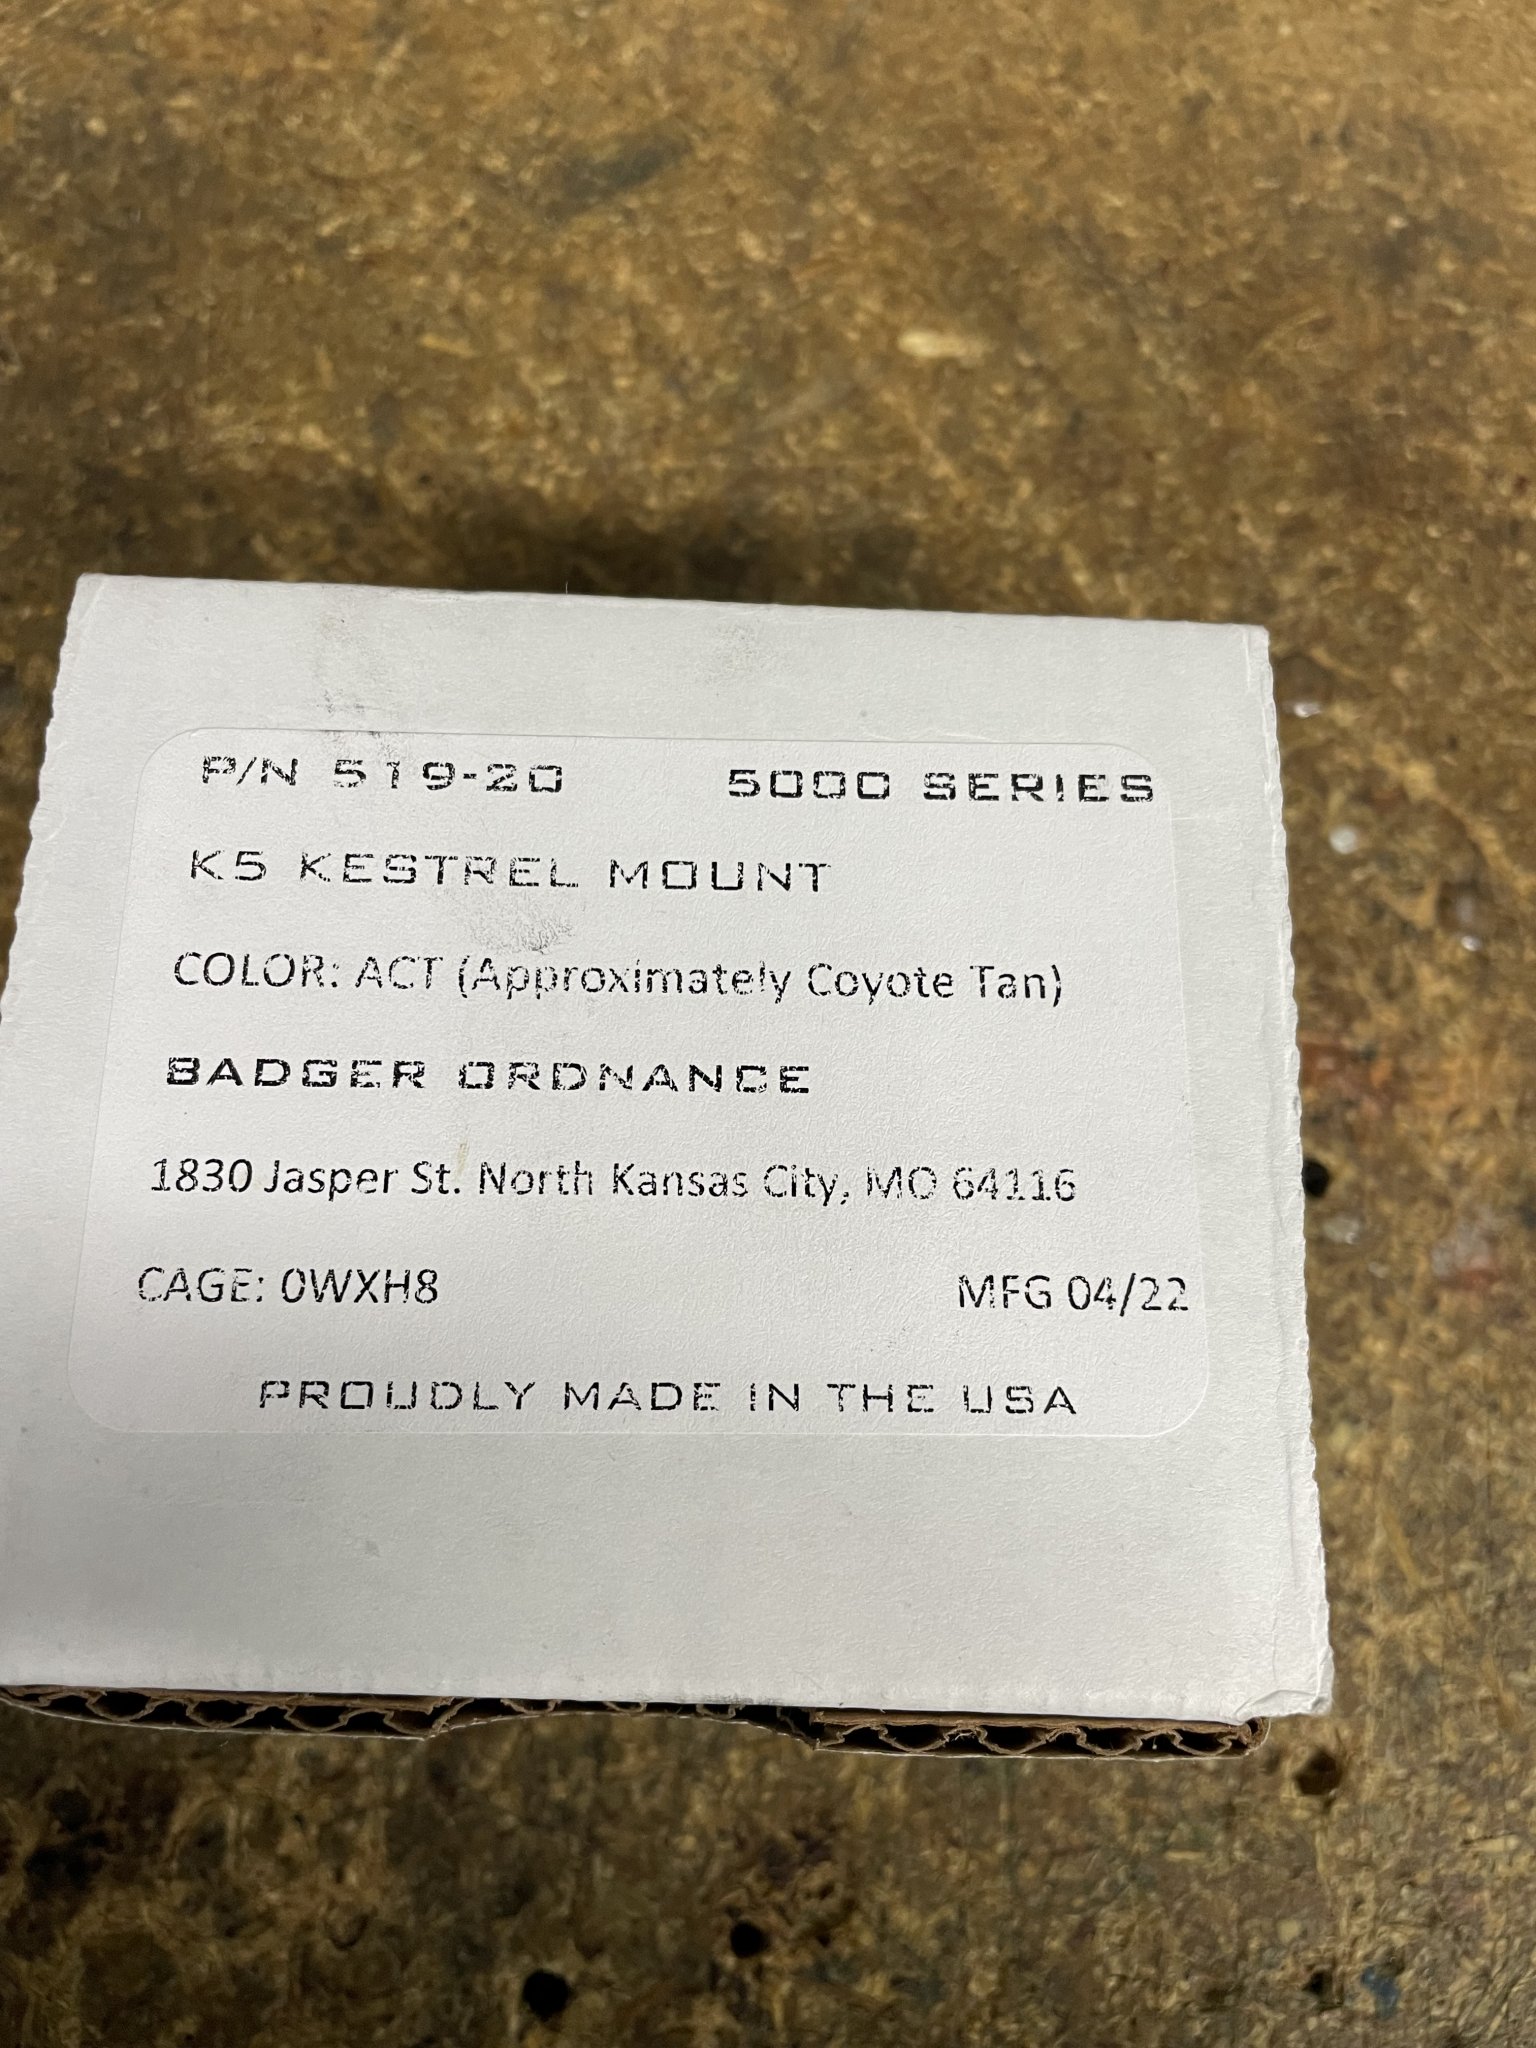 P/N 519-20 5000 SERIES
K5 KESTREL MOUNT
COLOR: ACT (Approximately Coyote Tan)
BADGER ORDNANCE
1830 Jasper St. North Kansas City, MO 64116
CAGE: 0WXH8 MFG 04/22
PROUDLY MADE IN THE USA